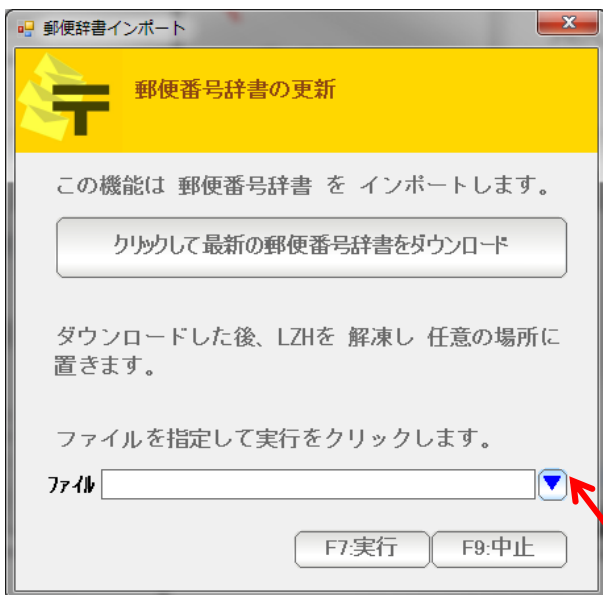 郵便辞書インポート
郵便番号辞書の更新
この機能は 郵便番号辞書 を インポートします。
クリックして最新の郵便番号辞書をダウンロード
ダウンロードした後、LZHを 解凍し 任意の場所に
置きます。
ファイルを指定して実行をクリックします。
ファイル
F7:実行 F9:中止